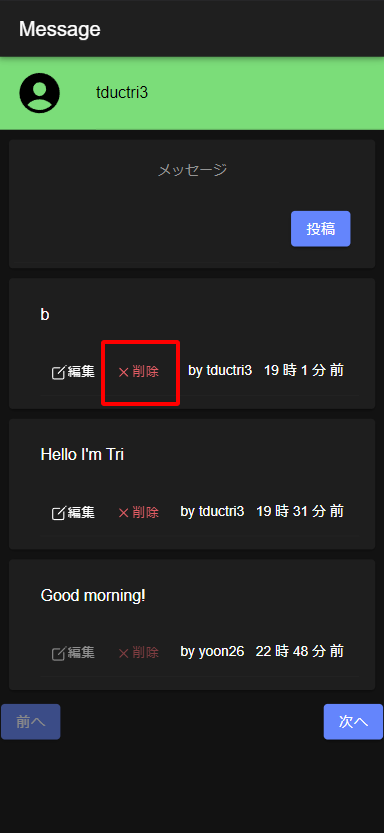 Message
tductri3
メッセージ
投稿
b
編集 削除 by tductri3 19 時 1 分 前
Hello I'm Tri
編集 削除 by tductri3 19 時 31 分 前
Good morning!
編集 削除 by yoon26 22 時 48 分 前
前へ 次へ